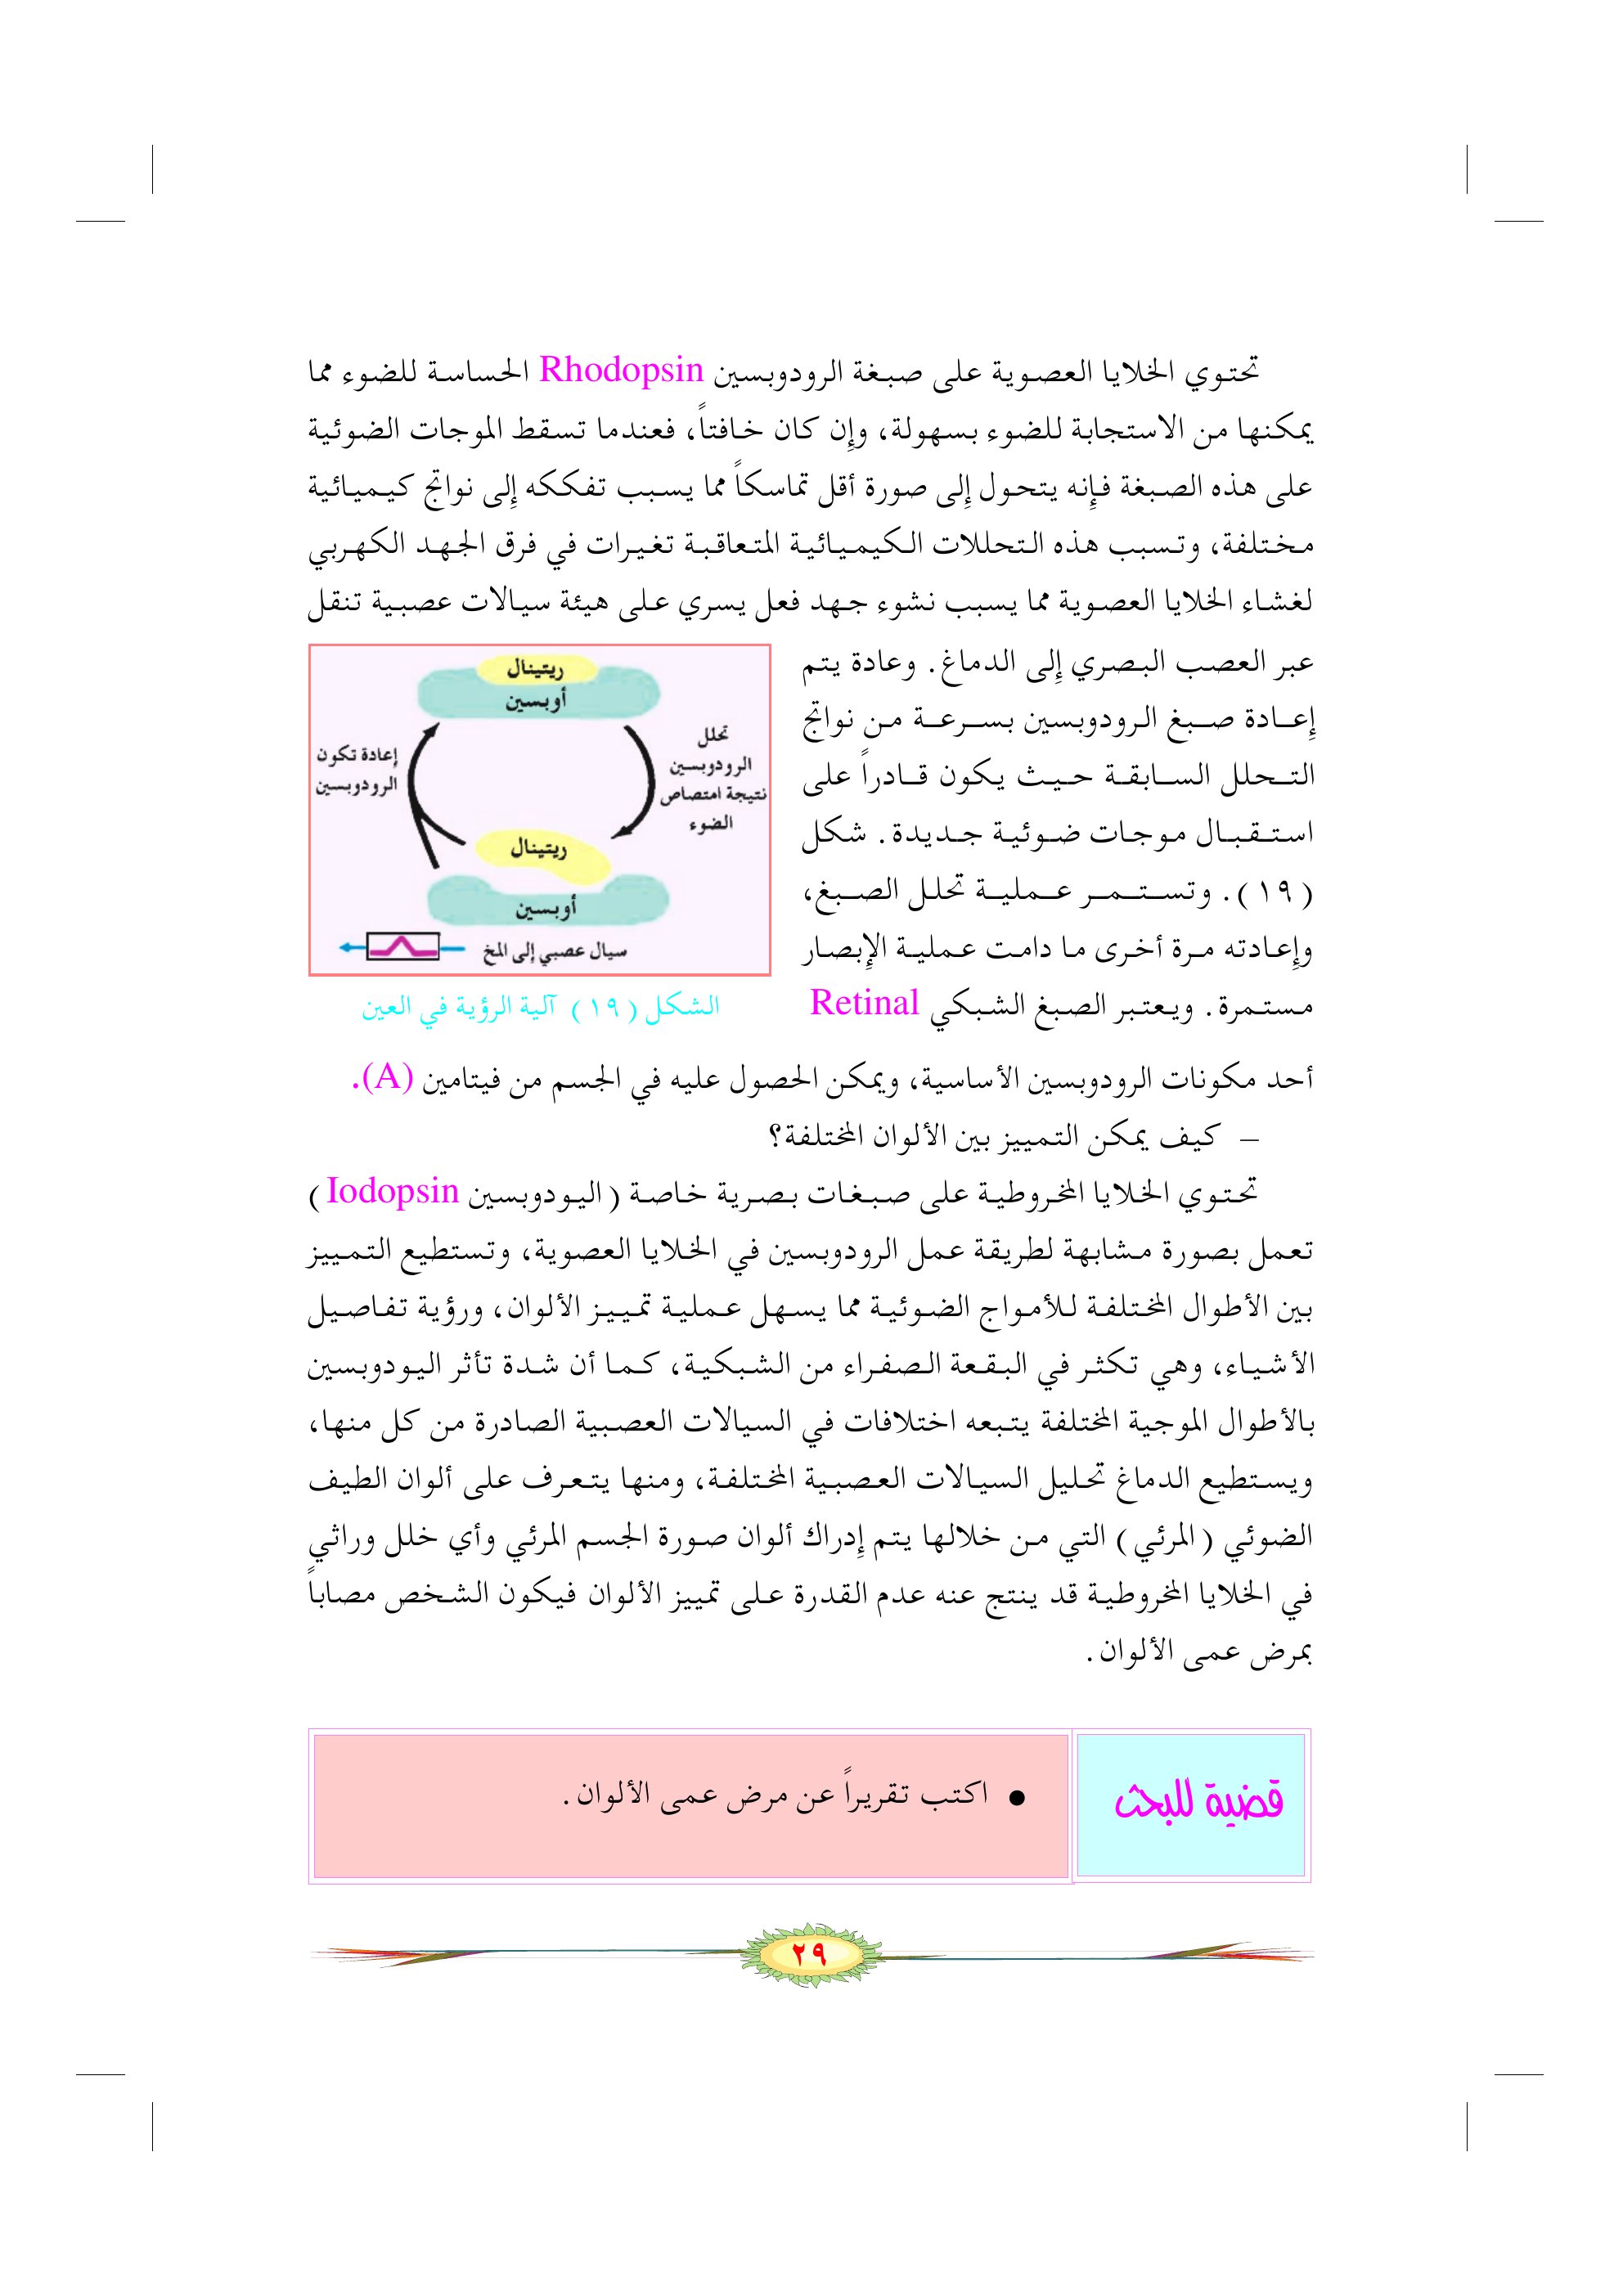 تحتوي الخلايا العصوية على صبغة الرودوبسين Rhodopsin الحساسة للضوء مما
يمكنها من الاستجابة للضوء بسهولة، وإن كان خافتاً، فعندما تسقط الموجات الضوئية
على هذه الصبغة فإنه يتحول إلى صورة أقل تماسكاً مما يسبب تفككه إلى نواتج كيميائية
مختلفة، وتسبب هذه التحللات الكيميائية المتعاقبة تغيرات في فرق الجهد الكهربي
لغشاء الخلايا العصوية مما يسبب نشوء جهد فعل يسري على هيئة سيالات عصبية تنقل
عبر العصب البصري إلى الدماغ. وعادة يتم
إعادة صبغ الرودوبسين بسرعة من نواتج
التحلل السابقة حيث يكون قادراً على
استقبال موجات ضوئية جديدة. شكل
(١٩). وتستمر عملية تحلل الصبغ،
وإعادته مرة أخرى ما دامت عملية الإبصار
مستمرة. ويعتبر الصبغ الشبكي Retinal
ريتينال
أوبسين
تحلل
الرودوبسين
نتيجة امتصاص
الضوء
إعادة تكون
الرودوبسين
ريتينال
أوبسين
سيال عصبي إلى المخ
الشكل (١٩) آلية الرؤية في العين
أحد مكونات الرودوبسين الأساسية، ويمكن الحصول عليه في الجسم من فيتامين (A).
– كيف يمكن التمييز بين الألوان المختلفة؟
تحتوي الخلايا المخروطية على صبغات بصرية خاصة (اليودوبسين Iodopsin)
تعمل بصورة مشابهة لطريقة عمل الرودوبسين في الخلايا العصوية، وتستطيع التمييز
بين الأطوال المختلفة للأمواج الضوئية مما يسهل عملية تمييز الألوان، ورؤية تفاصيل
الأشياء، وهي تكثر في البقعة الصفراء من الشبكية، كما أن شدة تأثر اليودوبسين
بالأطوال الموجية المختلفة يتبعه اختلافات في السيالات العصبية الصادرة من كل منها،
ويستطيع الدماغ تحليل السيالات العصبية المختلفة، ومنها يتعرف على ألوان الطيف
الضوئي (المرئي) التي من خلالها يتم إدراك ألوان صورة الجسم المرئي وأي خلل وراثي
في الخلايا المخروطية قد ينتج عنه عدم القدرة على تمييز الألوان فيكون الشخص مصاباً
بمرض عمى الألوان.
قضية للبحث
● اكتب تقريراً عن مرض عمى الألوان.
٢٩